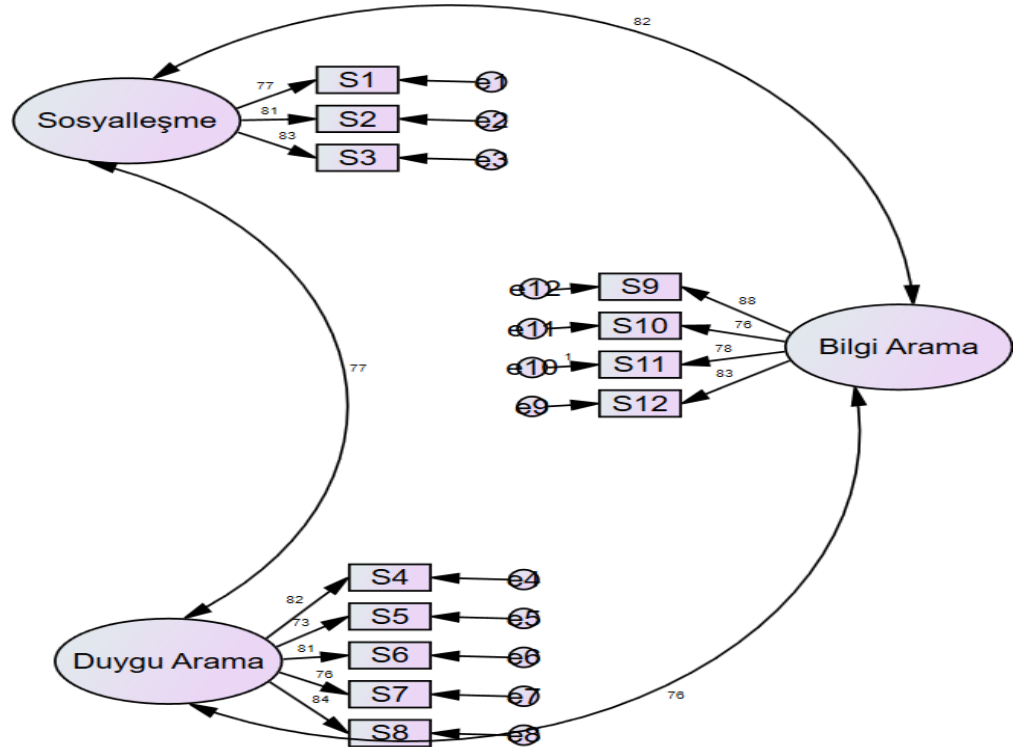 82
Sosyalleşme
77
S1
e1
81
S2
e2
83
S3
e3
77
e12
S9
88
e11
S10
76
e10
1
S11
78
e9
S12
83
Bilgi Arama
Duygu Arama
82
S4
e4
73
S5
e5
81
S6
e6
76
S7
e7
84
S8
e8
76